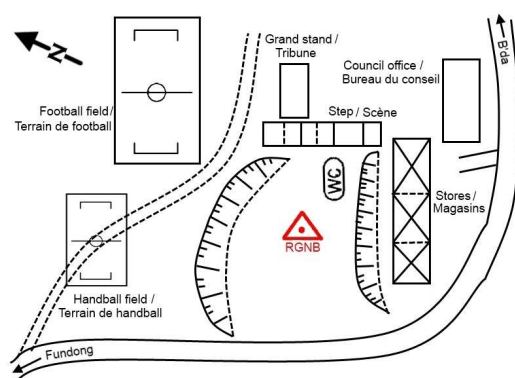 N
B'da
Grand stand /
Tribune
Council office /
Bureau du conseil
Football field/
Terrain de football
Step/ Scène
WC
Stores/
Magasins
RGNB
Handball field /
Terrain de handball
Fundong